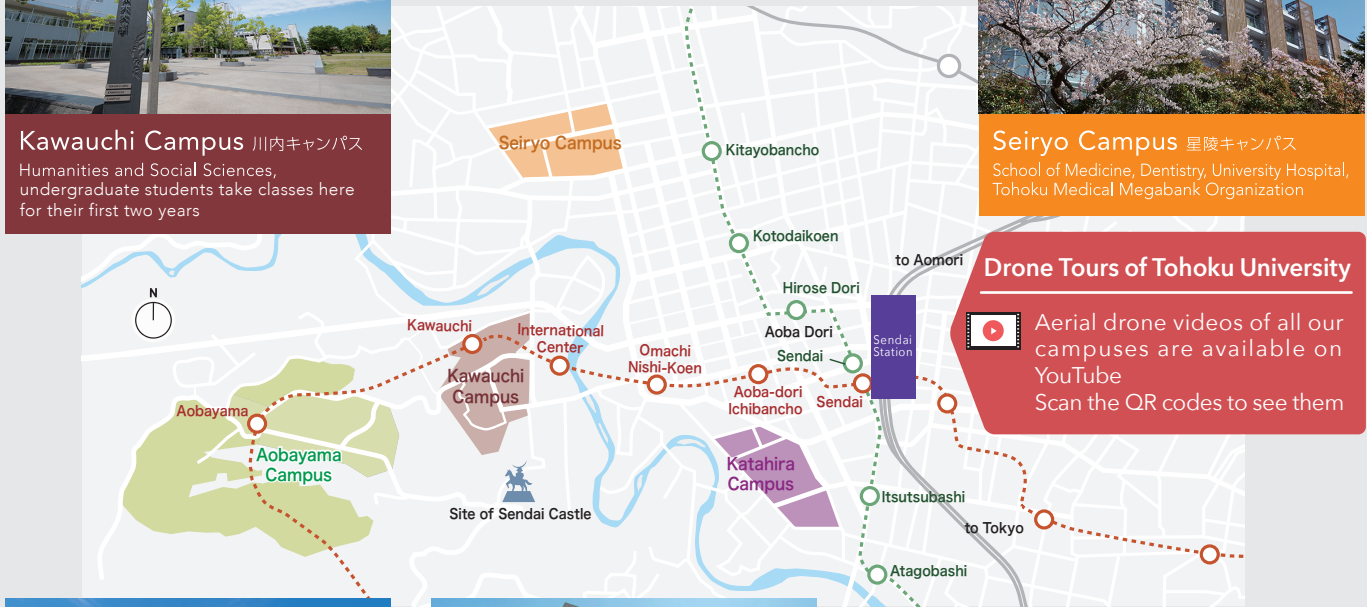 Kawauchi Campus 川内キャンパス
Humanities and Social Sciences,
undergraduate students take classes here
for their first two years
Seiryo Campus 星陵キャンパス
School of Medicine, Dentistry, University Hospital,
Tohoku Medical Megabank Organization
Seiryo Campus
Kitayobancho
Kotodaikoen
to Aomori
Hirose Dori
Aoba Dori
Sendai
Sendai
Station
Drone Tours of Tohoku University
Aerial drone videos of all our
campuses are available on
YouTube
Scan the QR codes to see them
N
Kawauchi
International
Center
Omachi
Nishi-Koen
Aoba-dori
Ichibancho
Sendai
Kawauchi
Campus
Aobayama
Aobayama
Campus
Katahira
Campus
Site of Sendai Castle
Itsutsubashi
to Tokyo
Atagobashi